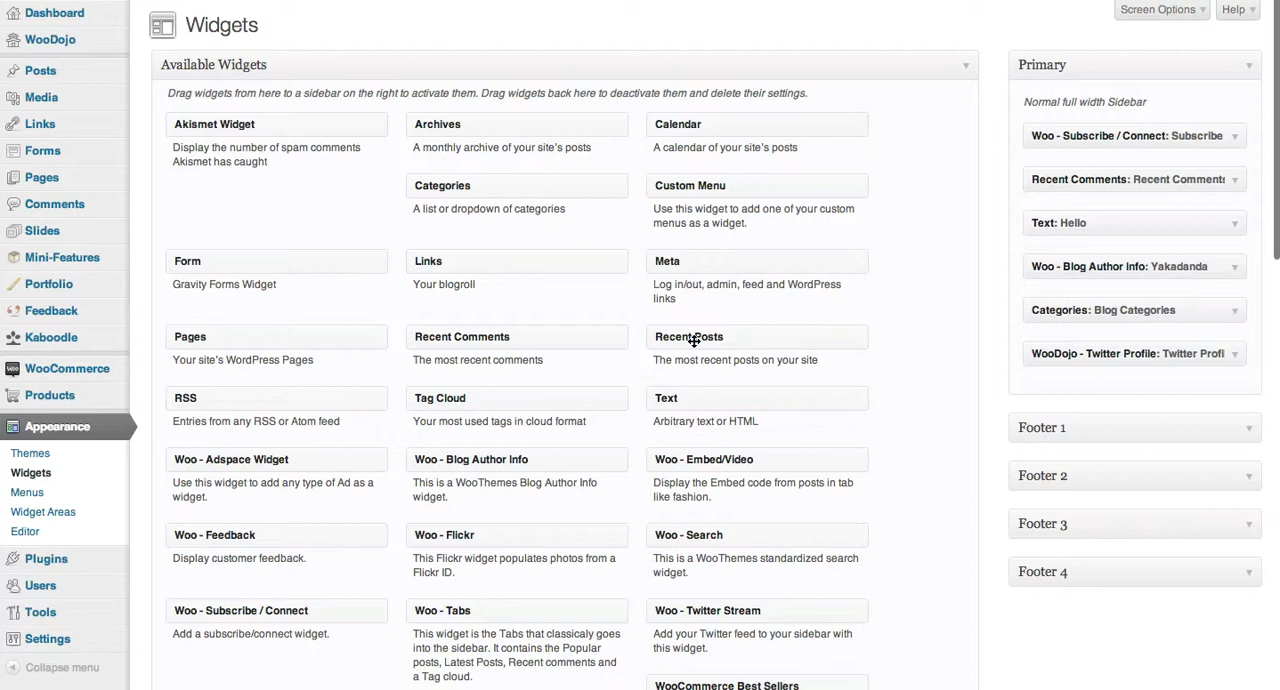 Dashboard
WooDojo
Posts
Media
Links
Forms
Pages
Comments
Slides
Mini-Features
Portfolio
Feedback
Kaboodle
WooCommerce
Products
Appearance
Themes
Widgets
Menus
Widget Areas
Editor
Plugins
Users
Tools
Settings
Collapse menu
Screen Options
Help
Widgets
Available Widgets
Drag widgets from here to a sidebar on the right to activate them. Drag widgets back here to deactivate them and delete their settings.
Akismet Widget
Display the number of spam comments
Akismet has caught
Archives
A monthly archive of your site's posts
Calendar
A calendar of your site's posts
Categories
A list or dropdown of categories
Custom Menu
Use this widget to add one of your custom
menus as a widget.
Form
Gravity Forms Widget
Links
Your blogroll
Meta
Log in/out, admin, feed and WordPress
links
Pages
Your site's WordPress Pages
Recent Comments
The most recent comments
Recent Posts
The most recent posts on your site
RSS
Entries from any RSS or Atom feed
Tag Cloud
Your most used tags in cloud format
Text
Arbitrary text or HTML
Woo - Adspace Widget
Use this widget to add any type of Ad as a
widget.
Woo - Blog Author Info
This is a WooThemes Blog Author Info
widget.
Woo - Embed/Video
Display the Embed code from posts in tab
like fashion.
Woo - Feedback
Display customer feedback.
Woo - Flickr
This Flickr widget populates photos from a
Flickr ID.
Woo - Search
This is a WooThemes standardized search
widget.
Woo - Subscribe / Connect
Add a subscribe/connect widget.
Woo - Tabs
This widget is the Tabs that classicaly goes
into the sidebar. It contains the Popular
posts, Latest Posts, Recent comments and
a Tag cloud.
Woo - Twitter Stream
Add your Twitter feed to your sidebar with
this widget.
WooCommerce Best Sellers
Primary
Normal full width Sidebar
Woo - Subscribe / Connect: Subscribe
Recent Comments: Recent Comments
Text: Hello
Woo - Blog Author Info: Yakadanda
Categories: Blog Categories
WooDojo - Twitter Profile: Twitter Profi
Footer 1
Footer 2
Footer 3
Footer 4